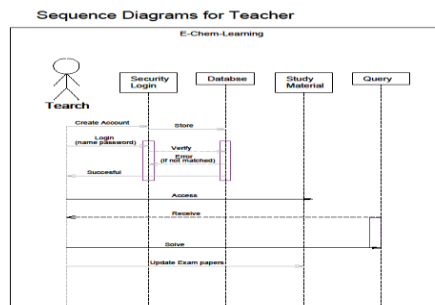 Sequence Diagrams for Teacher
E-Chem-Learning
Security
Login
Databse
Study
Material
Query
Tearch
Create Account
Store
Login
(name password)
Verify
Error
(if not matched)
Succesful
Access
Receive
Solve
Update Exam papers